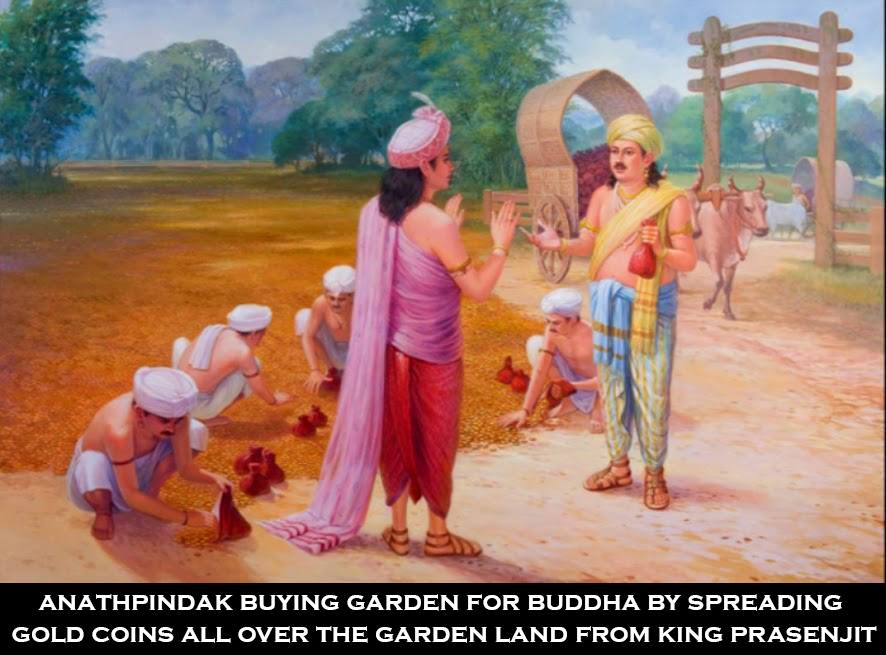 ANATHPINDAK BUYING GARDEN FOR BUDDHA BY SPREADING
GOLD COINS ALL OVER THE GARDEN LAND FROM KING PRASENJIT